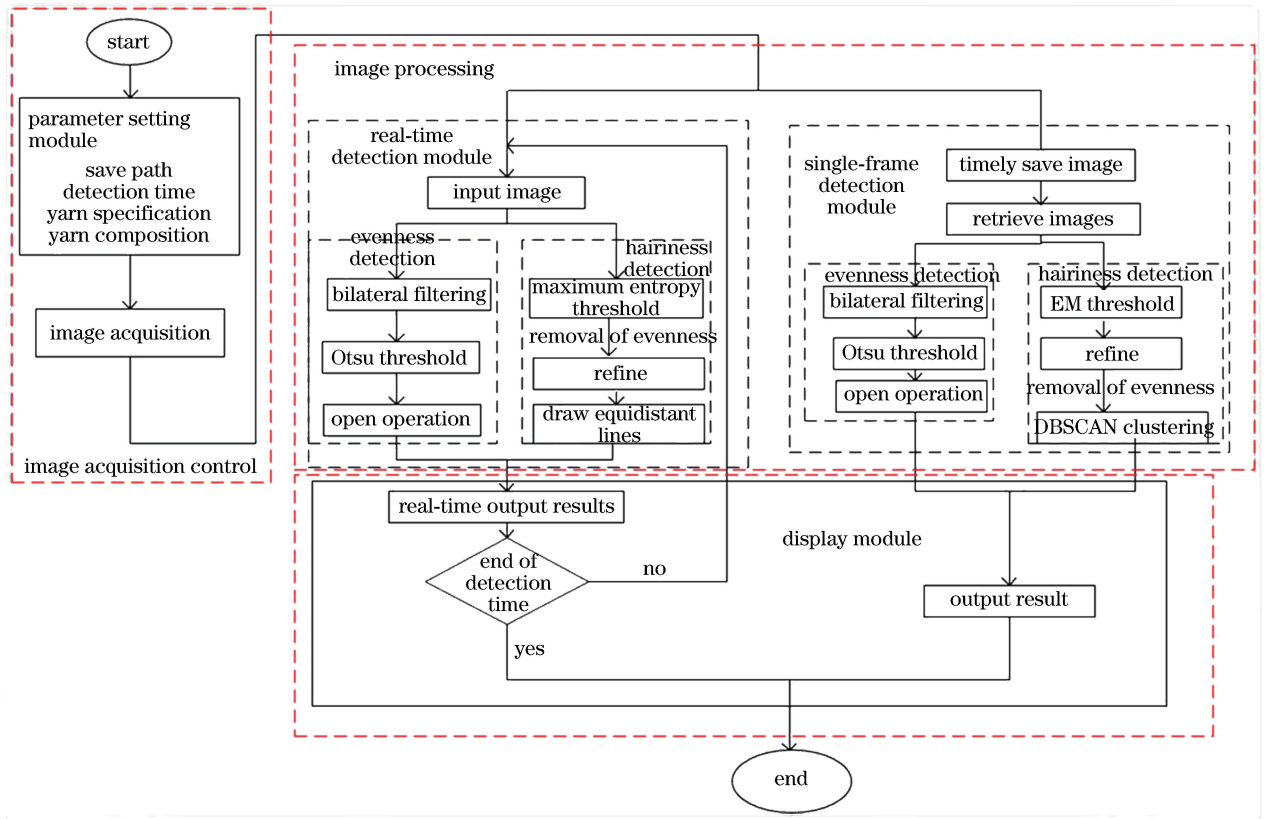 start
parameter setting
module
save path
detection time
yarn specification
yarn composition
image acquisition
image acquisition control
image processing
real-time
detection module
input image
evenness
detection
bilateral filtering
Otsu threshold
open operation
hairiness
detection
maximum entropy
threshold
removal of evenness
refine
draw equidistant
lines
single-frame
detection
module
timely save image
retrieve images
evenness detection
bilateral filtering
Otsu threshold
open operation
hairiness detection
EM threshold
refine
removal of evenness
DBSCAN clustering
real-time output results
end of
detection
time
no
yes
display module
output result
end